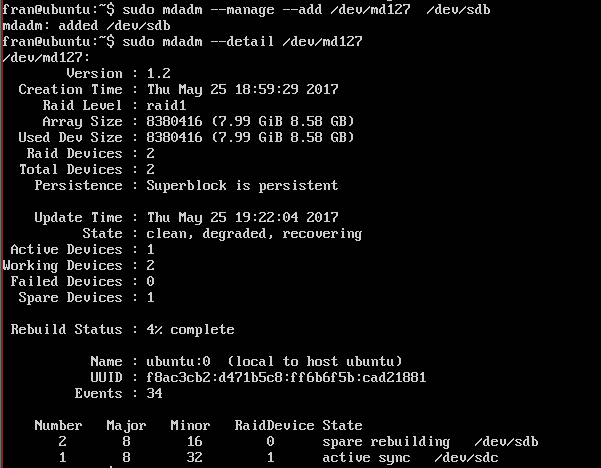 fran@ubuntu:~$ sudo mdadm --manage --add /dev/md127  /dev/sdb
mdadm: added /dev/sdb
fran@ubuntu:~$ sudo mdadm --detail /dev/md127
/dev/md127:
        Version : 1.2
  Creation Time : Thu May 25 18:59:29 2017
     Raid Level : raid1
     Array Size : 8380416 (7.99 GiB 8.58 GB)
  Used Dev Size : 8380416 (7.99 GiB 8.58 GB)
   Raid Devices : 2
  Total Devices : 2
    Persistence : Superblock is persistent
    Update Time : Thu May 25 19:22:04 2017
          State : clean, degraded, recovering
 Active Devices : 1
Working Devices : 2
 Failed Devices : 0
  Spare Devices : 1
 Rebuild Status : 4% complete
           Name : ubuntu:0  (local to host ubuntu)
           UUID : f8ac3cb2:d471b5c8:ff6b6f5b:cad21881
         Events : 34
    Number   Major   Minor   RaidDevice State
       2       8       16        0      spare rebuilding   /dev/sdb
       1       8       32        1      active sync   /dev/sdc